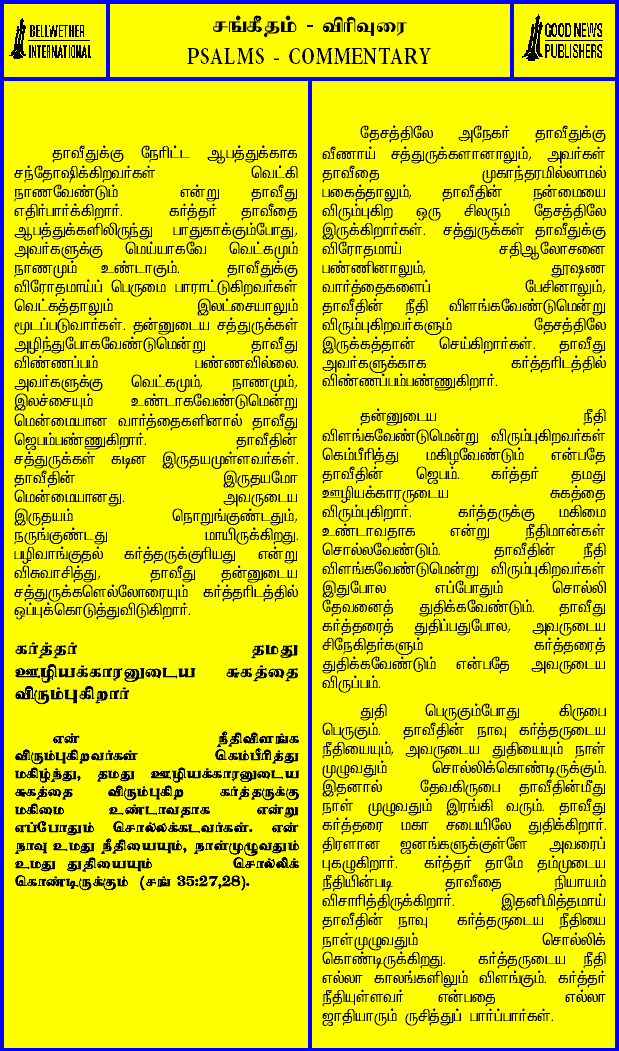 BELLWETHER
INTERNATIONAL
சங்கீதம் - விரிவுரை
PSALMS - COMMENTARY
GOOD NEWS
PUBLISHERS
தாவீதுக்கு நேரிட்ட ஆபத்துக்காக
சந்தோஷிக்கிறவர்கள் வெட்கி
நாணவேண்டும் என்று தாவீது
எதிர்பார்க்கிறார். கர்த்தர் தாவீதை
ஆபத்துக்களிலிருந்து பாதுகாக்கும்போது,
அவர்களுக்கு மெய்யாகவே வெட்கமும்
நாணமும் உண்டாகும். தாவீதுக்கு
விரோதமாய்ப் பெருமை பாராட்டுகிறவர்கள்
வெட்கத்தாலும் இலட்சையாலும்
மூடப்படுவார்கள். தன்னுடைய சத்துருக்கள்
அழிந்துபோகவேண்டுமென்று தாவீது
விண்ணப்பம் பண்ணவில்லை.
அவர்களுக்கு வெட்கமும், நாணமும்,
இலச்சையும் உண்டாகவேண்டுமென்று
மென்மையான வார்த்தைகளினால் தாவீது
ஜெபம்பண்ணுகிறார். தாவீதின்
சத்துருக்கள் கடின இருதயமுள்ளவர்கள்.
தாவீதின் இருதயமோ
மென்மையானது. அவருடைய
இருதயம் நொறுங்குண்டதும்,
நருங்குண்டது மாயிருக்கிறது.
பழிவாங்குதல் கர்த்தருக்குரியது என்று
விசுவாசித்து, தாவீது தன்னுடைய
சத்துருக்களெல்லோரையும் கர்த்தரிடத்தில்
ஒப்புக்கொடுத்துவிடுகிறார்.
கர்த்தர் தமது
ஊழியக்காரனுடைய சுகத்தை
விரும்புகிறார்
என் நீதிவிளங்க
விரும்புகிறவர்கள் கெம்பீரித்து
மகிழ்ந்து, தமது ஊழியக்காரனுடைய
சுகத்தை விரும்புகிற கர்த்தருக்கு
மகிமை உண்டாவதாக என்று
எப்போதும் சொல்லக்கடவர்கள். என்
நாவு உமது நீதியையும், நாள்முழுவதும்
உமது துதியையும் சொல்லிக்
கொண்டிருக்கும் (சங் 35:27,28).
தேசத்திலே அநேகர் தாவீதுக்கு
வீணாய் சத்துருக்களானாலும், அவர்கள்
தாவீதை முகாந்தரமில்லாமல்
பகைத்தாலும், தாவீதின் நன்மையை
விரும்புகிற ஒரு சிலரும் தேசத்திலே
இருக்கிறார்கள். சத்துருக்கள் தாவீதுக்கு
விரோதமாய் சதிஆலோசனை
பண்ணினாலும், தூஷண
வார்த்தைகளைப் பேசினாலும்,
தாவீதின் நீதி விளங்கவேண்டுமென்று
விரும்புகிறவர்களும் தேசத்திலே
இருக்கத்தான் செய்கிறார்கள். தாவீது
அவர்களுக்காக கர்த்தரிடத்தில்
விண்ணப்பம்பண்ணுகிறார்.
தன்னுடைய நீதி
விளங்கவேண்டுமென்று விரும்புகிறவர்கள்
கெம்பீரித்து மகிழவேண்டும் என்பதே
தாவீதின் ஜெபம். கர்த்தர் தமது
ஊழியக்காரருடைய சுகத்தை
விரும்புகிறார். கர்த்தருக்கு மகிமை
உண்டாவதாக என்று நீதிமான்கள்
சொல்லவேண்டும். தாவீதின் நீதி
விளங்கவேண்டுமென்று விரும்புகிறவர்கள்
இதுபோல எப்போதும் சொல்லி
தேவனைத் துதிக்கவேண்டும். தாவீது
கர்த்தரைத் துதிப்பதுபோல, அவருடைய
சிநேகிதர்களும் கர்த்தரைத்
துதிக்கவேண்டும் என்பதே அவருடைய
விருப்பம்.
துதி பெருகும்போது கிருபை
பெருகும். தாவீதின் நாவு கர்த்தருடைய
நீதியையும், அவருடைய துதியையும் நாள்
முழுவதும் சொல்லிக்கொண்டிருக்கும்.
இதனால் தேவகிருபை தாவீதின்மீது
நாள் முழுவதும் இரங்கி வரும். தாவீது
கர்த்தரை மகா சபையிலே துதிக்கிறார்.
திரளான ஜனங்களுக்குள்ளே அவரைப்
புகழுகிறார். கர்த்தர் தாமே தம்முடைய
நீதியின்படி தாவீதை நியாயம்
விசாரித்திருக்கிறார். இதனிமித்தமாய்
தாவீதின் நாவு கர்த்தருடைய நீதியை
நாள்முழுவதும் சொல்லிக்
கொண்டிருக்கிறது. கர்த்தருடைய நீதி
எல்லா காலங்களிலும் விளங்கும். கர்த்தர்
நீதியுள்ளவர் என்பதை எல்லா
ஜாதியாரும் ருசித்துப் பார்ப்பார்கள்.